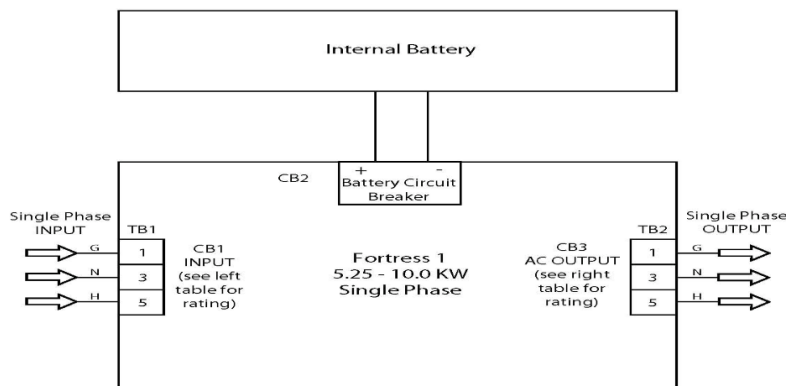 Internal Battery
CB2
+ -
Battery Circuit
Breaker
Single Phase
INPUT
TB1
G
1
N
3
H
5
CB1
INPUT
(see left
table for
rating)
Fortress 1
5.25 - 10.0 KW
Single Phase
CB3
AC OUTPUT
(see right
table for
rating)
TB2
1
G
3
N
5
H
Single Phase
OUTPUT